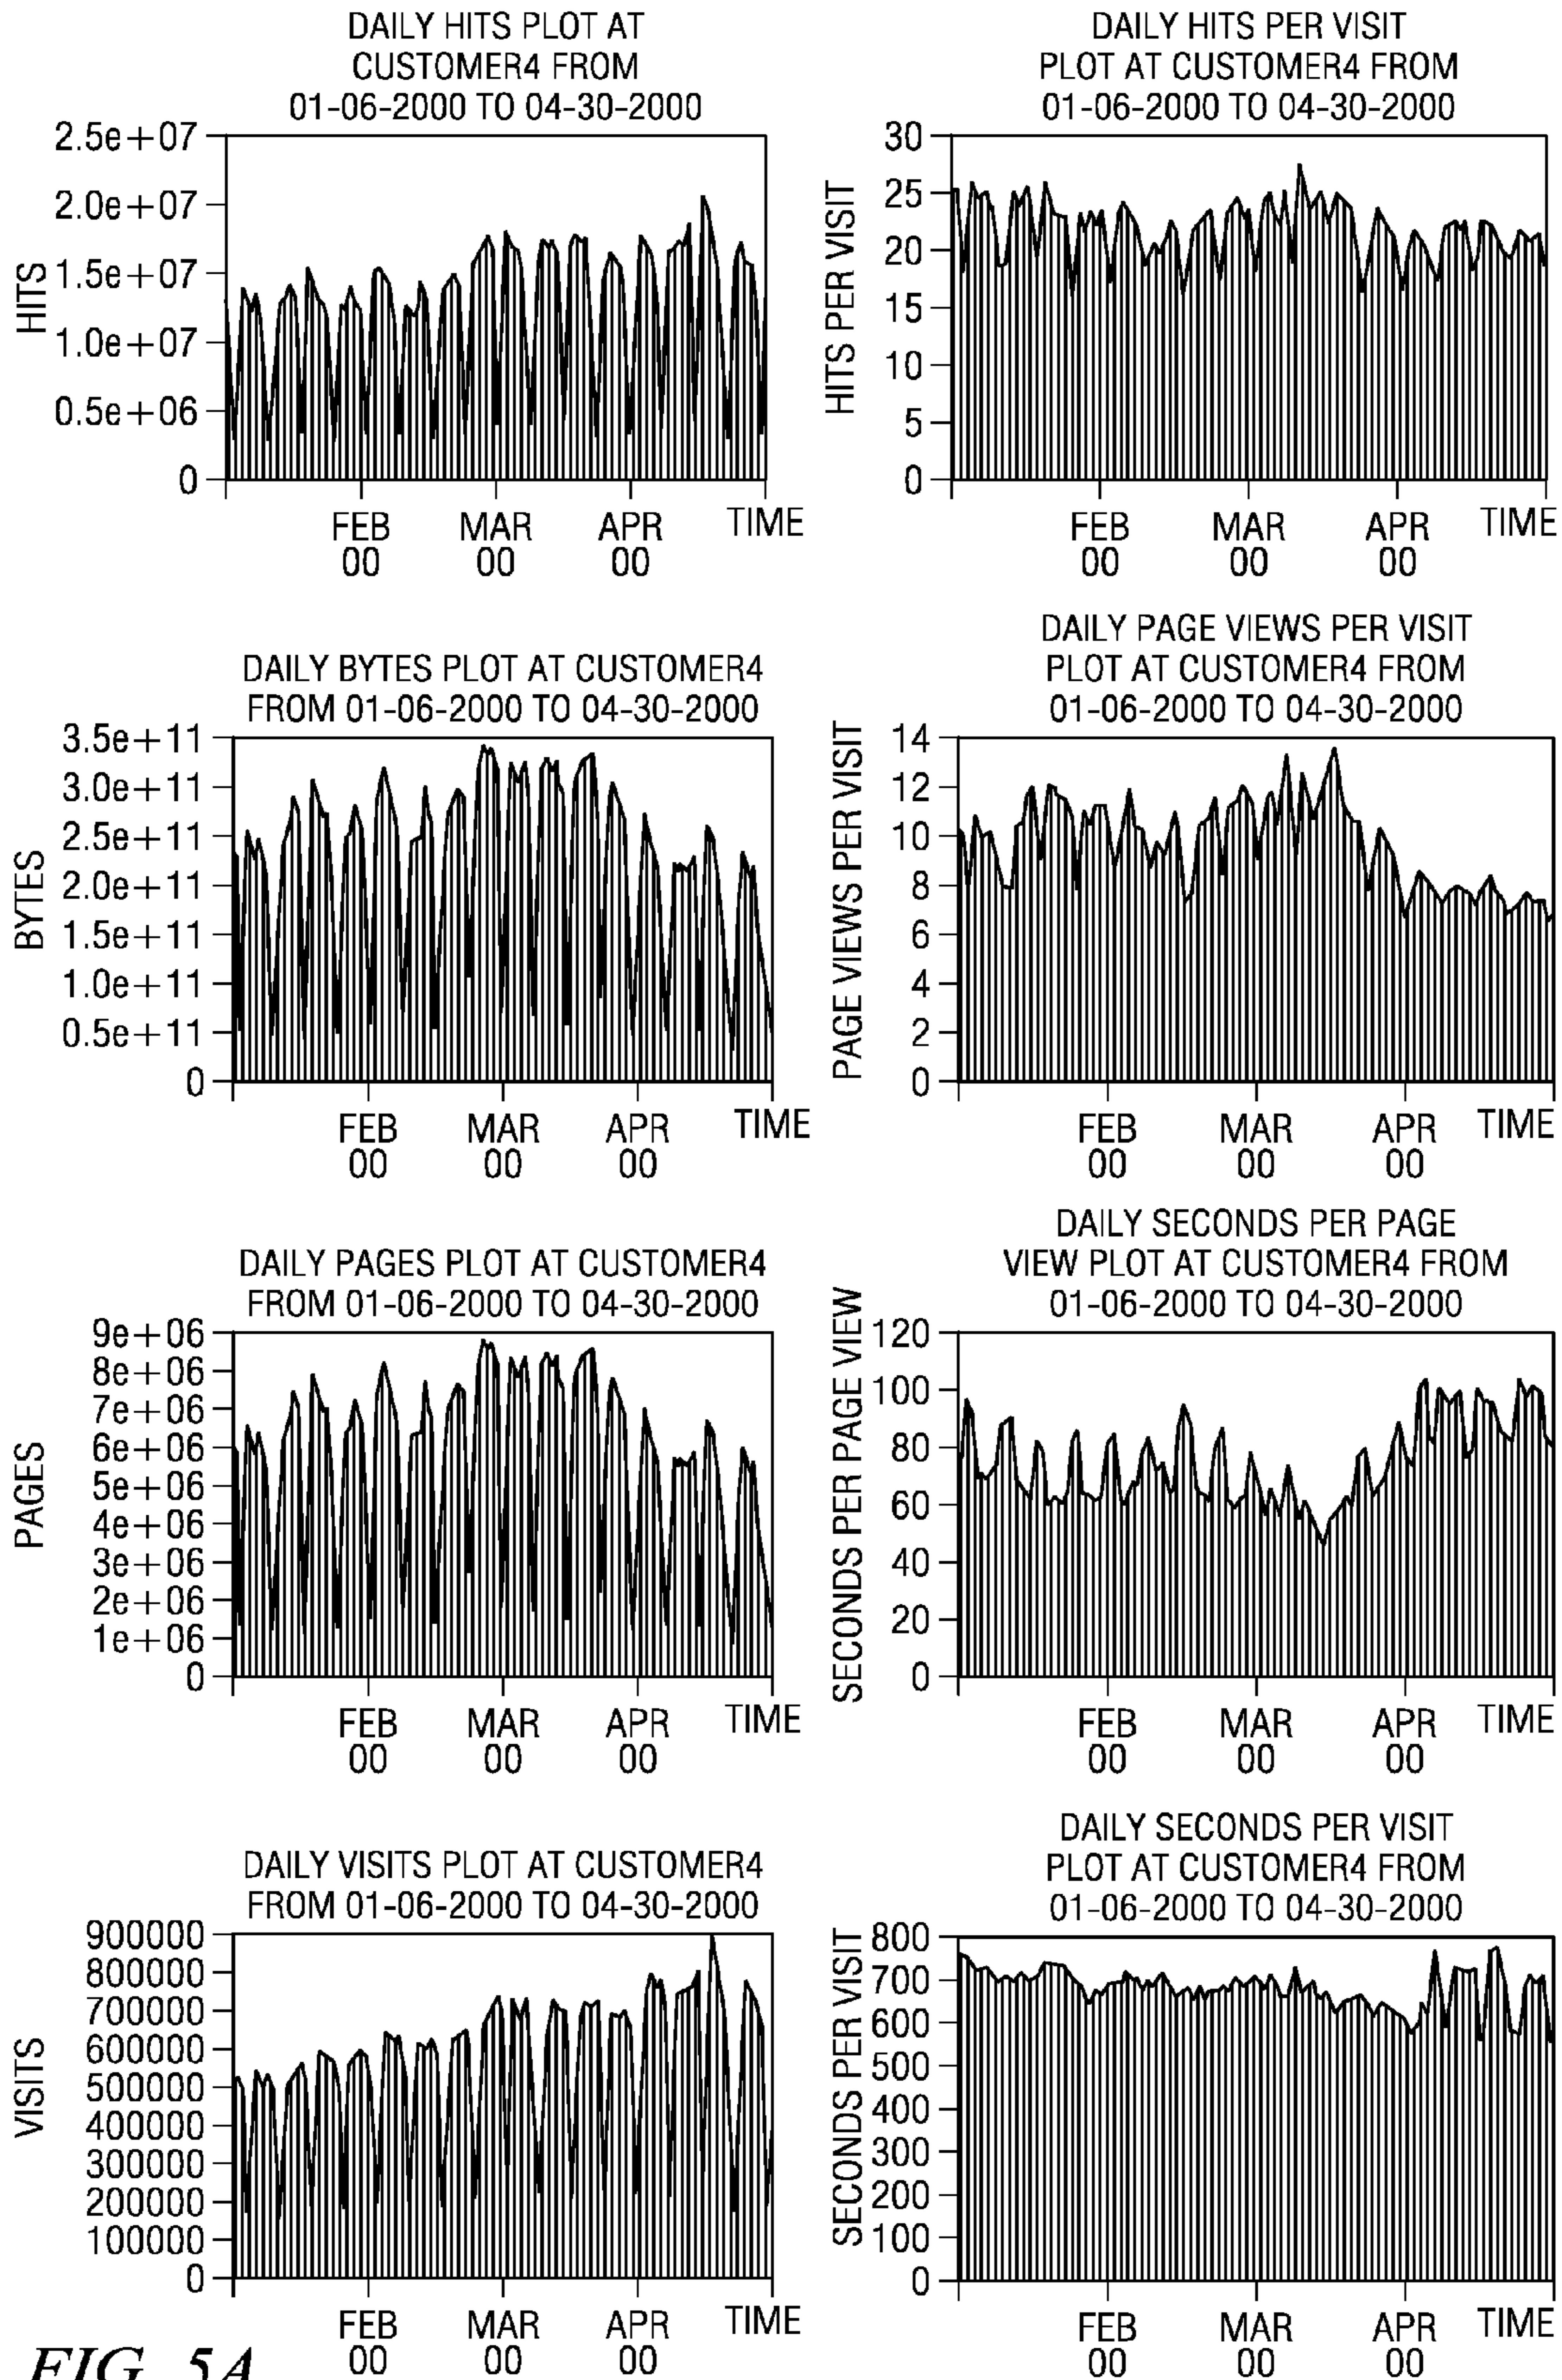 DAILY HITS PLOT AT
CUSTOMER4 FROM
01-06-2000 TO 04-30-2000
HITS
2.5e+07
2.0e+07
1.5e+07
1.0e+07
0.5e+06
0
FEB
00
MAR
00
APR
00
TIME
DAILY HITS PER VISIT
PLOT AT CUSTOMER4 FROM
01-06-2000 TO 04-30-2000
HITS PER VISIT
30
25
20
15
10
5
0
FEB
00
MAR
00
APR
00
TIME
DAILY BYTES PLOT AT CUSTOMER4
FROM 01-06-2000 TO 04-30-2000
BYTES
3.5e+11
3.0e+11
2.5e+11
2.0e+11
1.5e+11
1.0e+11
0.5e+11
0
FEB
00
MAR
00
APR
00
TIME
DAILY PAGE VIEWS PER VISIT
PLOT AT CUSTOMER4 FROM
01-06-2000 TO 04-30-2000
PAGE VIEWS PER VISIT
14
12
10
8
6
4
2
0
FEB
00
MAR
00
APR
00
TIME
DAILY PAGES PLOT AT CUSTOMER4
FROM 01-06-2000 TO 04-30-2000
PAGES
9e+06
8e+06
7e+06
6e+06
5e+06
4e+06
3e+06
2e+06
1e+06
0
FEB
00
MAR
00
APR
00
TIME
DAILY SECONDS PER PAGE
VIEW PLOT AT CUSTOMER4 FROM
01-06-2000 TO 04-30-2000
SECONDS PER PAGE VIEW
120
100
80
60
40
20
0
FEB
00
MAR
00
APR
00
TIME
DAILY VISITS PLOT AT CUSTOMER4
FROM 01-06-2000 TO 04-30-2000
VISITS
900000
800000
700000
600000
500000
400000
300000
200000
100000
0
FEB
00
MAR
00
APR
00
TIME
DAILY SECONDS PER VISIT
PLOT AT CUSTOMER4 FROM
01-06-2000 TO 04-30-2000
SECONDS PER VISIT
800
700
600
500
400
300
200
100
0
FEB
00
MAR
00
APR
00
TIME
FIG. 5A